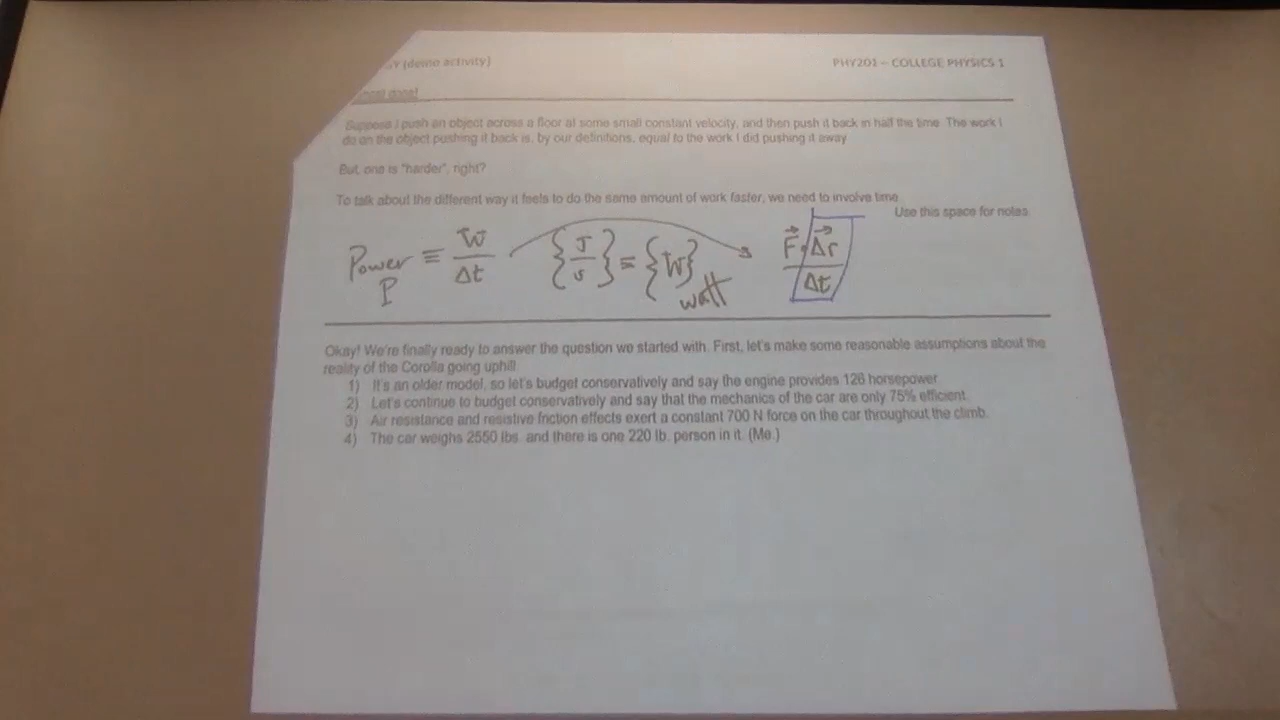 (demo activity) PHY201 – COLLEGE PHYSICS 1
Suppose I push an object across a floor at some small constant velocity, and then push it back in half the time. The work I
do on the object pushing it back is, by our definitions, equal to the work I did pushing it away.
But, one is "harder", right?
To talk about the different way it feels to do the same amount of work faster, we need to involve time.
Use this space for notes.
Power ≡ W/Δt {J/s} = {W} F⃗·Δr⃗/Δt
P watt
Okay! We're finally ready to answer the question we started with. First, let's make some reasonable assumptions about the
reality of the Corolla going uphill.
1) It's an older model, so let's budget conservatively and say the engine provides 126 horsepower.
2) Let's continue to budget conservatively and say that the mechanics of the car are only 75% efficient.
3) Air resistance and resistive friction effects exert a constant 700 N force on the car throughout the climb.
4) The car weighs 2550 lbs. and there is one 220 lb. person in it. (Me.)